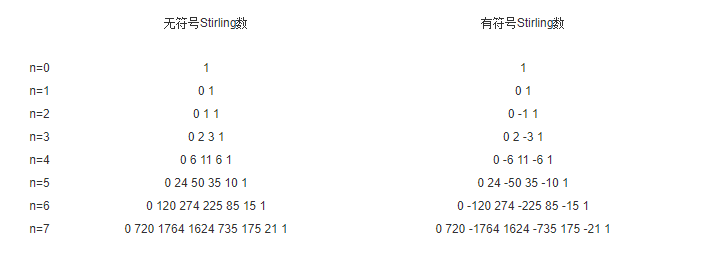 无符号Stirling数 有符号Stirling数
n=0 1 1
n=1 0 1 0 1
n=2 0 1 1 0 -1 1
n=3 0 2 3 1 0 2 -3 1
n=4 0 6 11 6 1 0 -6 11 -6 1
n=5 0 24 50 35 10 1 0 24 -50 35 -10 1
n=6 0 120 274 225 85 15 1 0 -120 274 -225 85 -15 1
n=7 0 720 1764 1624 735 175 21 1 0 720 -1764 1624 -735 175 -21 1